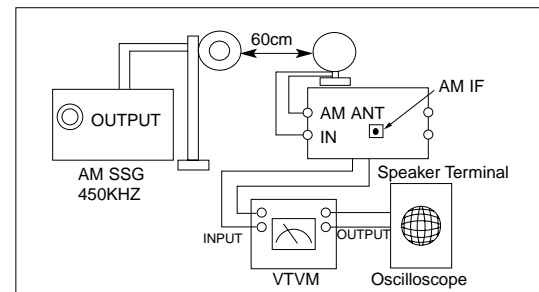 60cm
AM IF
OUTPUT
AM ANT
IN
AM SSG
450KHZ
Speaker Terminal
INPUT
OUTPUT
VTVM
Oscilloscope